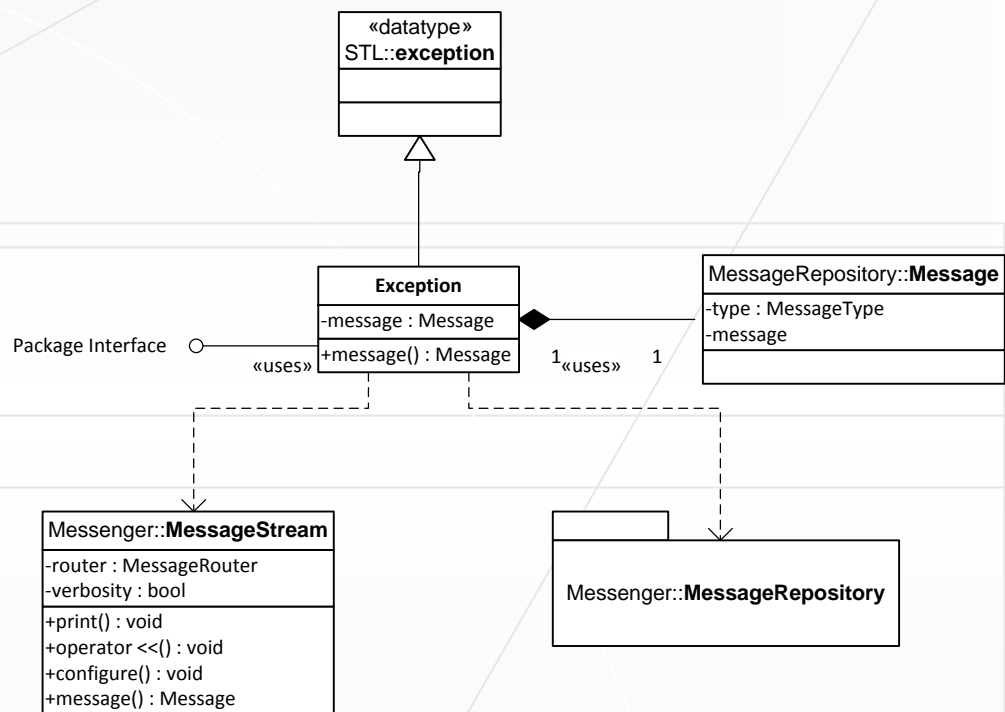 «datatype»
STL::exception
Exception
-message : Message
+message() : Message
Package Interface
«uses»
1
«uses»
1
MessageRepository::Message
-type : MessageType
-message
Messenger::MessageStream
-router : MessageRouter
-verbosity : bool
+print() : void
+operator <<() : void
+configure() : void
+message() : Message
Messenger::MessageRepository